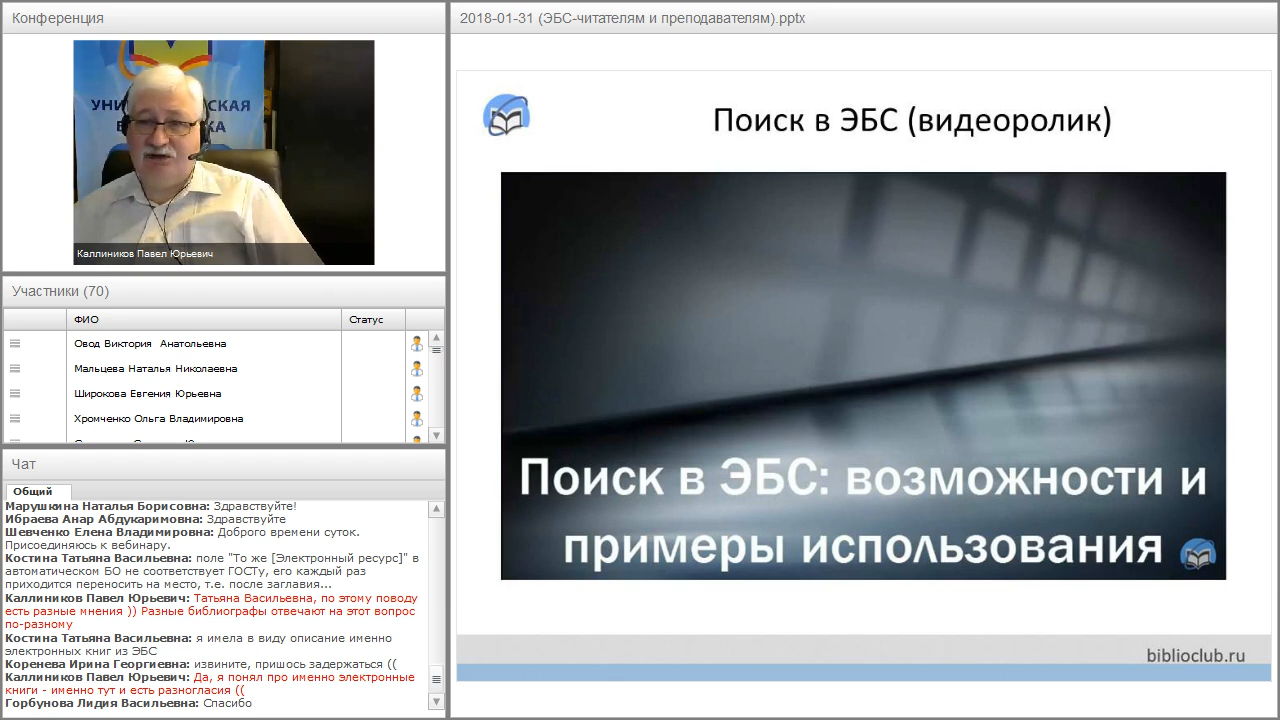 Конференция
УНИ
СКАЯ
КА
Каллиников Павел Юрьевич
Участники (70)
ФИО
Статус
Овод Виктория  Анатольевна
Мальцева Наталья Николаевна
Широкова Евгения Юрьевна
Хромченко Ольга Владимировна
Чат
Общий
Марушкина Наталья Борисовна: Здравствуйте!
Ибраева Анар Абдукаримовна: Здравствуйте
Шевченко Елена Владимировна: Доброго времени суток.
Присоединяюсь к вебинару.
Костина Татьяна Васильевна: поле "То же [Электронный ресурс]" в
автоматическом БО не соответствует ГОСТу, его каждый раз
приходится переносить на место, т.е. после заглавия...
Каллиников Павел Юрьевич: Татьяна Васильевна, по этому поводу
есть разные мнения )) Разные библиографы отвечают на этот вопрос
по-разному
Костина Татьяна Васильевна: я имела в виду описание именно
электронных книг из ЭБС
Коренева Ирина Георгиевна: извините, пришось задержаться ((
Каллиников Павел Юрьевич: Да, я понял про именно электронные
книги - именно тут и есть разногласия ((
Горбунова Лидия Васильевна: Спасибо
2018-01-31 (ЭБС-читателям и преподавателям).pptx
Поиск в ЭБС (видеоролик)
Поиск в ЭБС: возможности и
примеры использования
biblioclub.ru